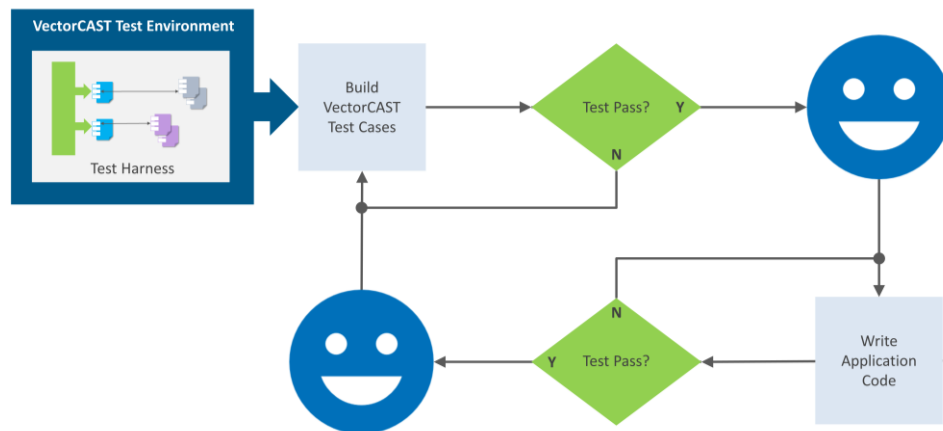 VectorCAST Test Environment
Test Harness
Build
VectorCAST
Test Cases
Test Pass?
Y
N
N
Test Pass?
Y
Write
Application
Code